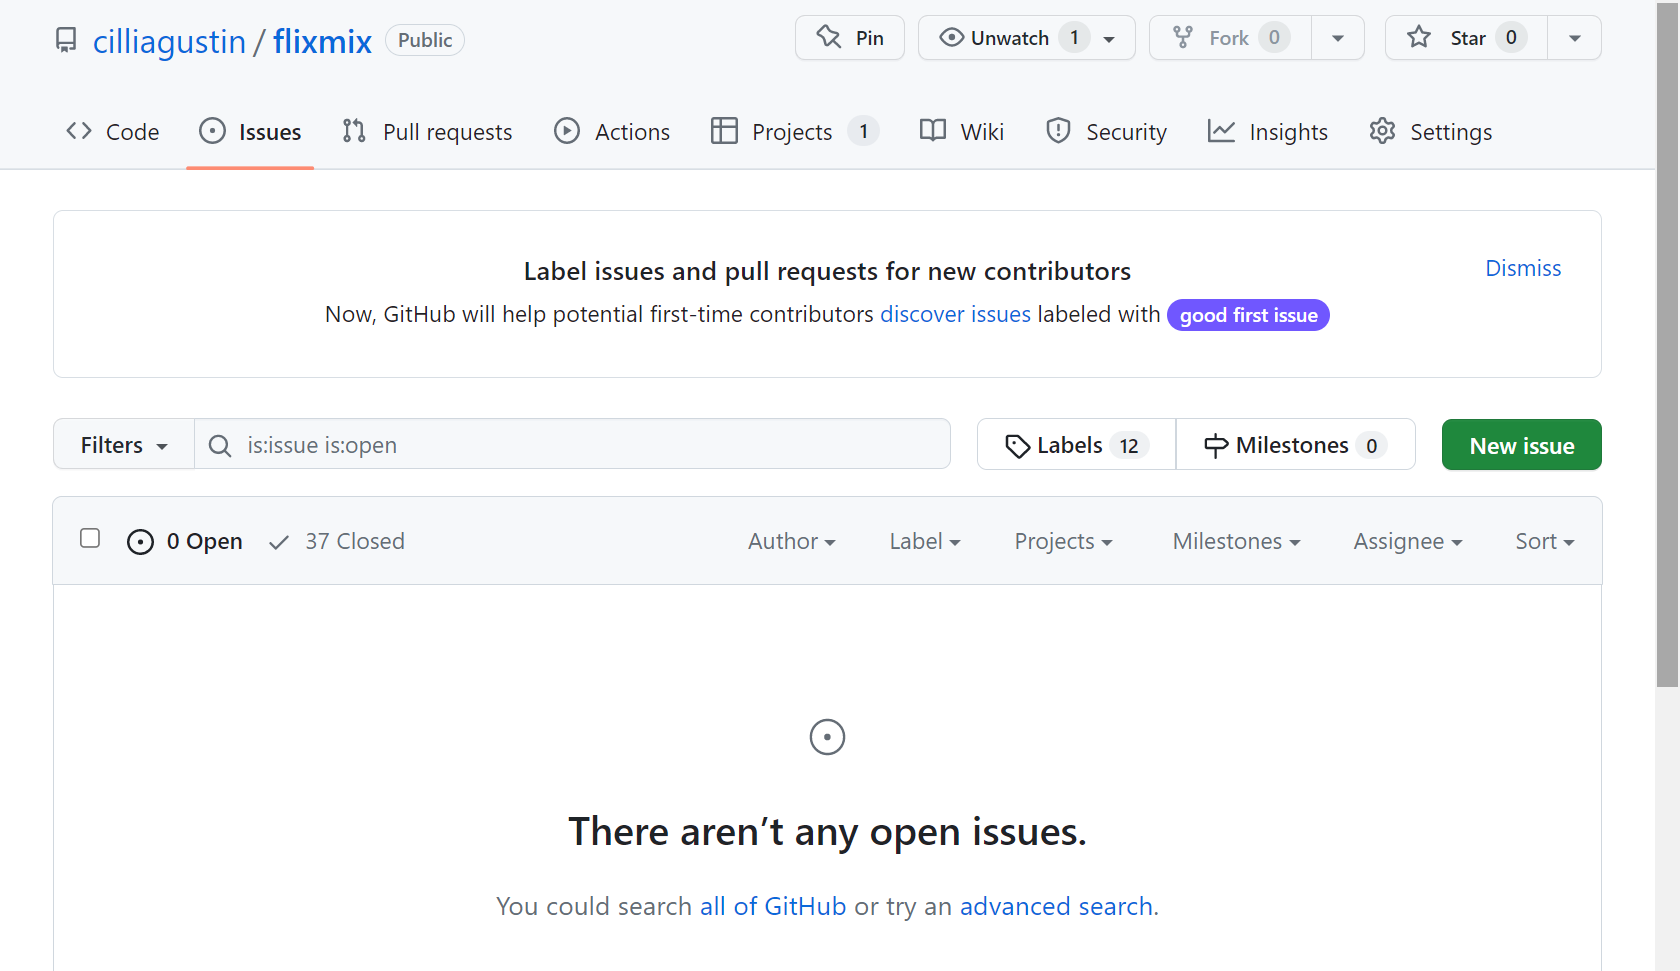 cilliagustin / flixmix Public Pin Unwatch 1 Fork 0 Star 0
Code Issues Pull requests Actions Projects 1 Wiki Security Insights Settings
Label issues and pull requests for new contributors
Dismiss
Now, GitHub will help potential first-time contributors discover issues labeled with good first issue
Filters is:issue is:open Labels 12 Milestones 0 New issue
0 Open 37 Closed Author Label Projects Milestones Assignee Sort
There aren’t any open issues.
You could search all of GitHub or try an advanced search.